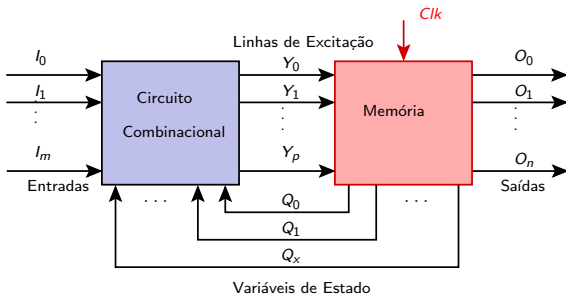 Clk
Linhas de Excitação
I0
Y0
O0
I1
Y1
O1
Circuito
Combinacional
Memória
Im
Yp
On
Entradas
Saídas
. . .
. . .
Q0
Q1
Qx
Variáveis de Estado